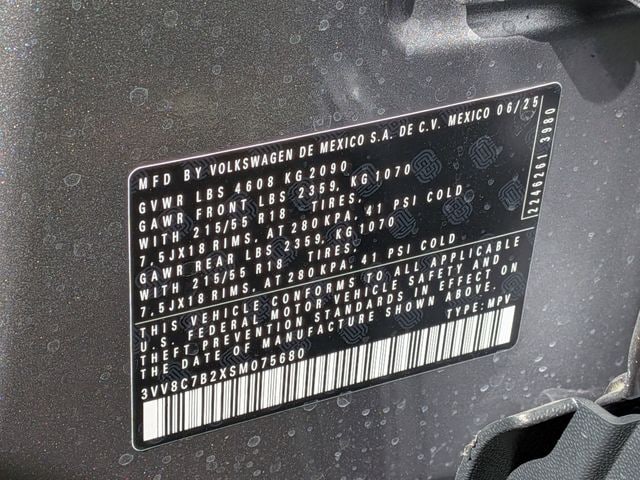 MFD BY VOLKSWAGEN DE MEXICO S.A. DE C.V. MEXICO 06/25
GVWR LBS 4608 KG 2090
GAWR FRONT LBS 2359, KG 1070
WITH 215/55 R18 TIRES,
7,5JX18 RIMS, AT 280KPA, 41 PSI COLD
GAWR REAR LBS 2359, KG 1070
WITH 215/55 R18 TIRES,
7,5JX18 RIMS, AT 280KPA, 41 PSI COLD
THIS VEHICLE CONFORMS TO ALL APPLICABLE
U.S. FEDERAL MOTOR VEHICLE SAFETY AND
THEFT PREVENTION STANDARDS IN EFFECT ON
THE DATE OF MANUFACTURE SHOWN ABOVE.
3VV8C7B2XSM075680 TYPE: MPV
2246261 3980